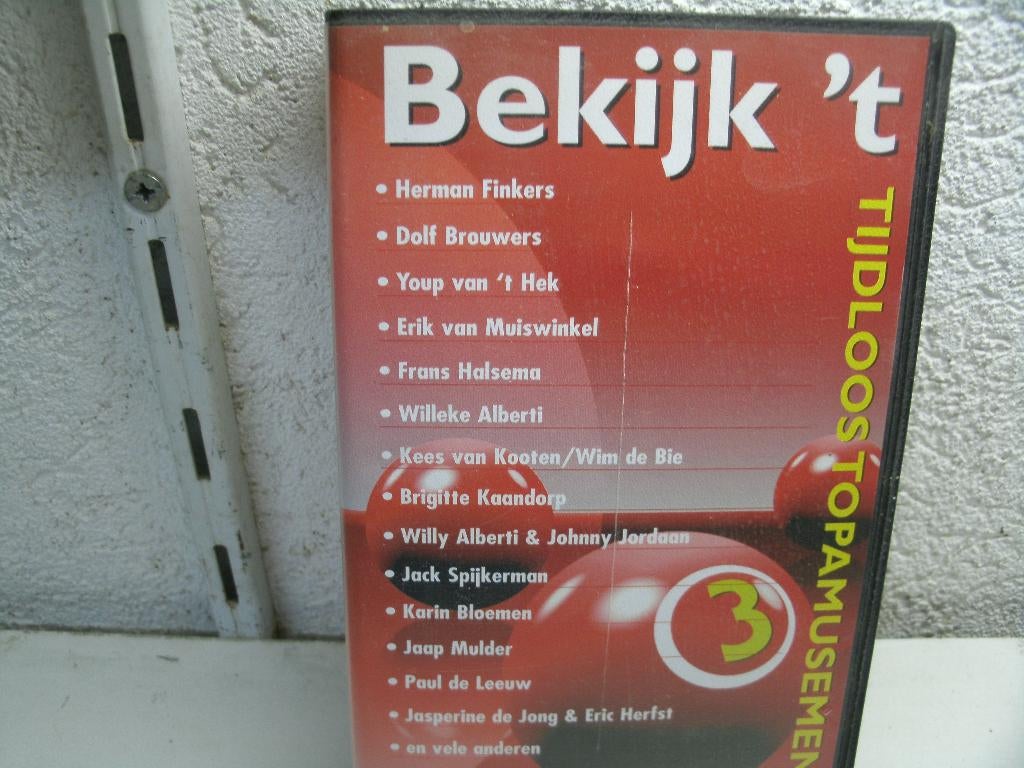 Bekijk 't
• Herman Finkers
• Dolf Brouwers
• Youp van 't Hek
• Erik van Muiswinkel
• Frans Halsema
• Willeke Alberti
• Kees van Kooten/Wim de Bie
• Brigitte Kaandorp
• Willy Alberti & Johnny Jordaan
• Jack Spijkerman
• Karin Bloemen
• Jaap Mulder
• Paul de Leeuw
• Jasperine de Jong & Eric Herfst
• en vele anderen
3
TIJDLOOS TOPAMUSEMEN